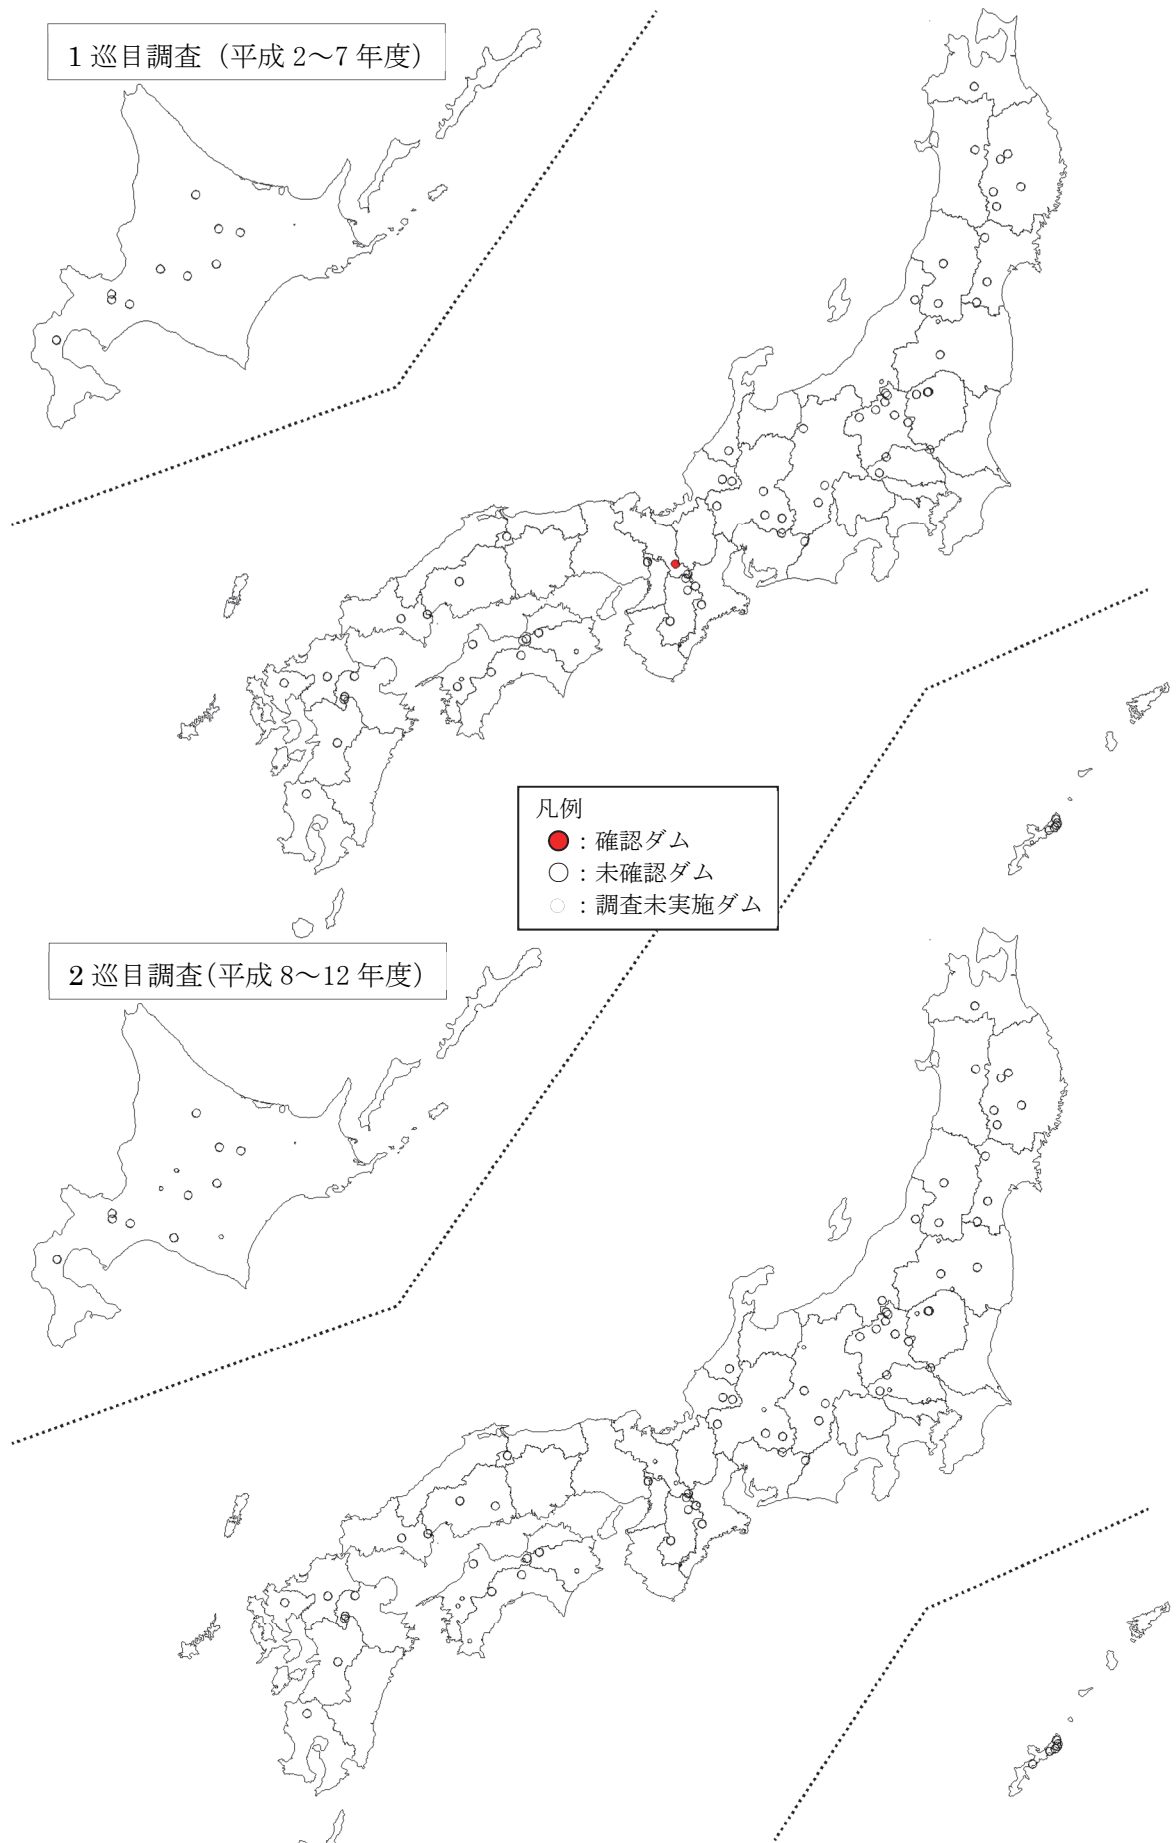 1 巡目調査（平成 2～7 年度）
凡例
：確認ダム
：未確認ダム
：調査未実施ダム
2 巡目調査（平成 8～12 年度）